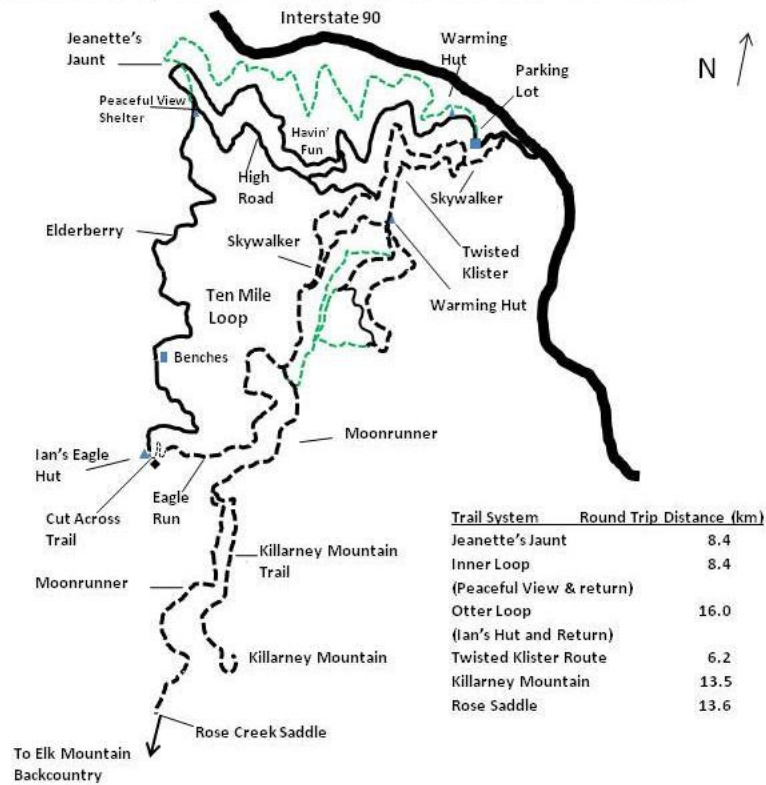 Interstate 90
Jeanette's
Jaunt
Warming
Hut
Parking
Lot
N
Peaceful View
Shelter
Havin'
Fun
High
Road
Skywalker
Elderberry
Skywalker
Twisted
Klister
Ten Mile
Loop
Warming Hut
Benches
Moonrunner
Ian's Eagle
Hut
Cut Across
Trail
Eagle
Run
Killarney Mountain
Trail
Moonrunner
Killarney Mountain
Rose Creek Saddle
To Elk Mountain
Backcountry
Trail System Round Trip Distance (km)
Jeanette's Jaunt 8.4
Inner Loop 8.4
(Peaceful View & return)
Otter Loop 16.0
(Ian's Hut and Return)
Twisted Klister Route 6.2
Killarney Mountain 13.5
Rose Saddle 13.6